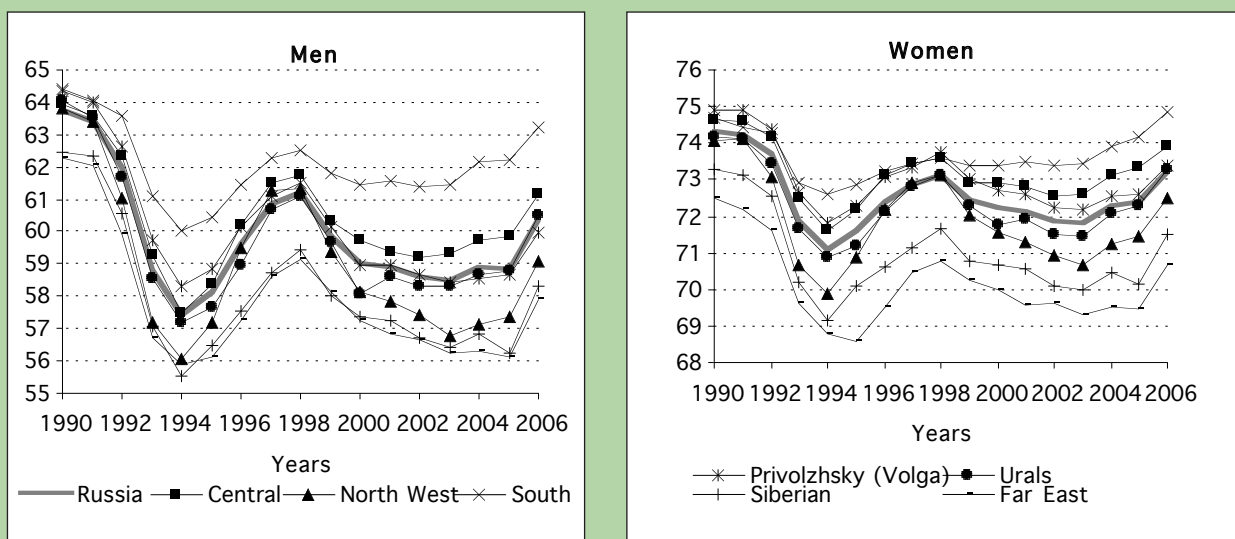 Men
65
64
63
62
61
60
59
58
57
56
55
1990 1992 1994 1996 1998 2000 2002 2004 2006
Years
Russia Central North West South
Women
76
75
74
73
72
71
70
69
68
1990 1992 1994 1996 1998 2000 2002 2004 2006
Years
Privolzhsky (Volga) Urals
Siberian Far East